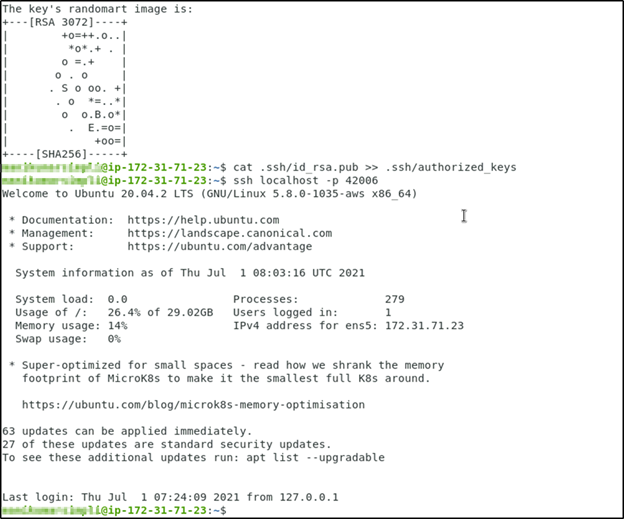 The key's randomart image is:
+---[RSA 3072]----+
|        +o=++.o..|
|         *o*.+ . |
|        o =.+    |
|       o . o     |
|      . S o oo. +|
|       . o  *=..*|
|        o  o.B.o*|
|         .  E.=o=|
|             +oo=|
+----[SHA256]-----+
@ip-172-31-71-23:~$ cat .ssh/id_rsa.pub >> .ssh/authorized_keys
@ip-172-31-71-23:~$ ssh localhost -p 42006
Welcome to Ubuntu 20.04.2 LTS (GNU/Linux 5.8.0-1035-aws x86_64)
 * Documentation:  https://help.ubuntu.com
 * Management:     https://landscape.canonical.com
 * Support:        https://ubuntu.com/advantage
  System information as of Thu Jul  1 08:03:16 UTC 2021
  System load:  0.0                Processes:             279
  Usage of /:   26.4% of 29.02GB   Users logged in:       1
  Memory usage: 14%                IPv4 address for ens5: 172.31.71.23
  Swap usage:   0%
 * Super-optimized for small spaces - read how we shrank the memory
   footprint of MicroK8s to make it the smallest full K8s around.
   https://ubuntu.com/blog/microk8s-memory-optimisation
63 updates can be applied immediately.
27 of these updates are standard security updates.
To see these additional updates run: apt list --upgradable
Last login: Thu Jul  1 07:24:09 2021 from 127.0.0.1
@ip-172-31-71-23:~$